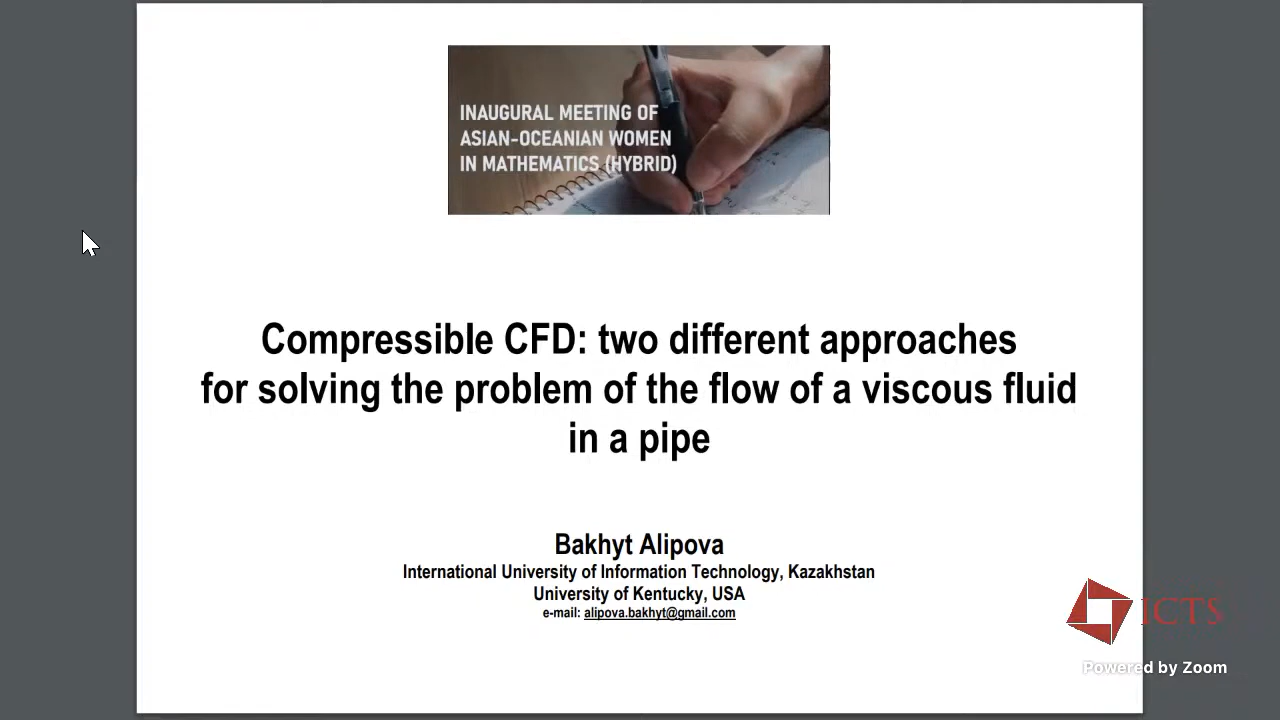 INAUGURAL MEETING OF
ASIAN-OCEANIAN WOMEN
IN MATHEMATICS (HYBRID)
Compressible CFD: two different approaches
for solving the problem of the flow of a viscous fluid
in a pipe
Bakhyt Alipova
International University of Information Technology, Kazakhstan
University of Kentucky, USA
e-mail: alipova.bakhyt@gmail.com
ICTS
Powered by Zoom